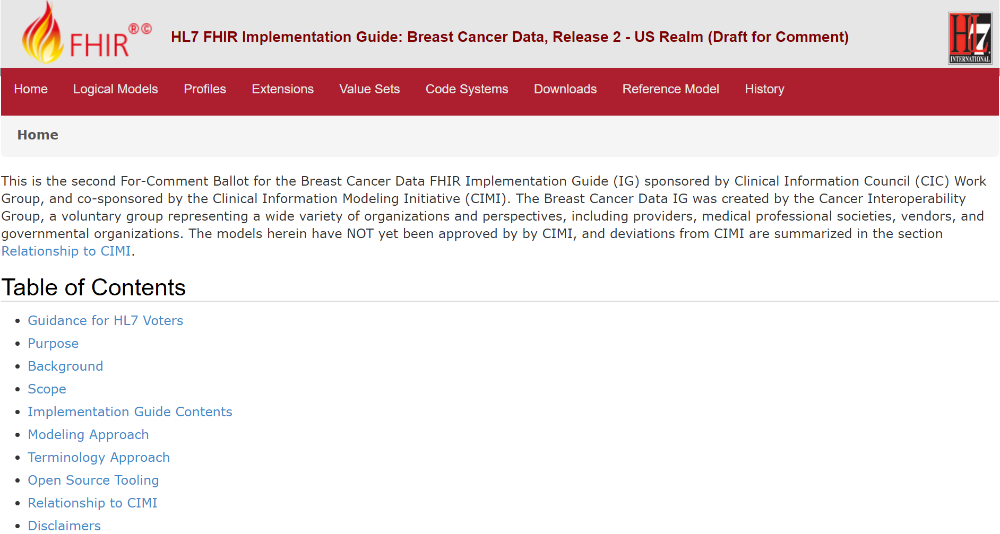 FHIR®©
HL7 FHIR Implementation Guide: Breast Cancer Data, Release 2 - US Realm (Draft for Comment)
HL7
INTERNATIONAL
Home Logical Models Profiles Extensions Value Sets Code Systems Downloads Reference Model History
Home
This is the second For-Comment Ballot for the Breast Cancer Data FHIR Implementation Guide (IG) sponsored by Clinical Information Council (CIC) Work
Group, and co-sponsored by the Clinical Information Modeling Initiative (CIMI). The Breast Cancer Data IG was created by the Cancer Interoperability
Group, a voluntary group representing a wide variety of organizations and perspectives, including providers, medical professional societies, vendors, and
governmental organizations. The models herein have NOT yet been approved by by CIMI, and deviations from CIMI are summarized in the section
Relationship to CIMI.
Table of Contents
• Guidance for HL7 Voters
• Purpose
• Background
• Scope
• Implementation Guide Contents
• Modeling Approach
• Terminology Approach
• Open Source Tooling
• Relationship to CIMI
• Disclaimers